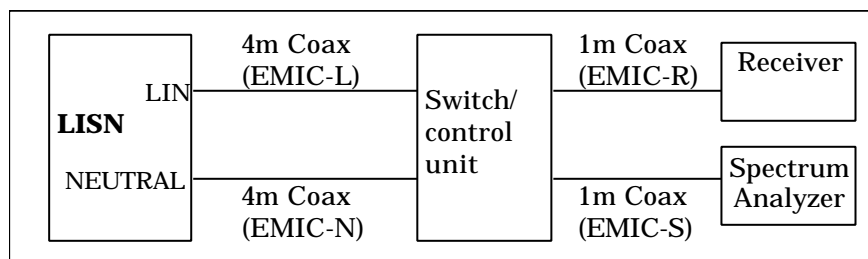 4m Coax
(EMIC-L)
1m Coax
(EMIC-R)
Receiver
LIN
LISN
Switch/
control
unit
NEUTRAL
4m Coax
(EMIC-N)
1m Coax
(EMIC-S)
Spectrum
Analyzer